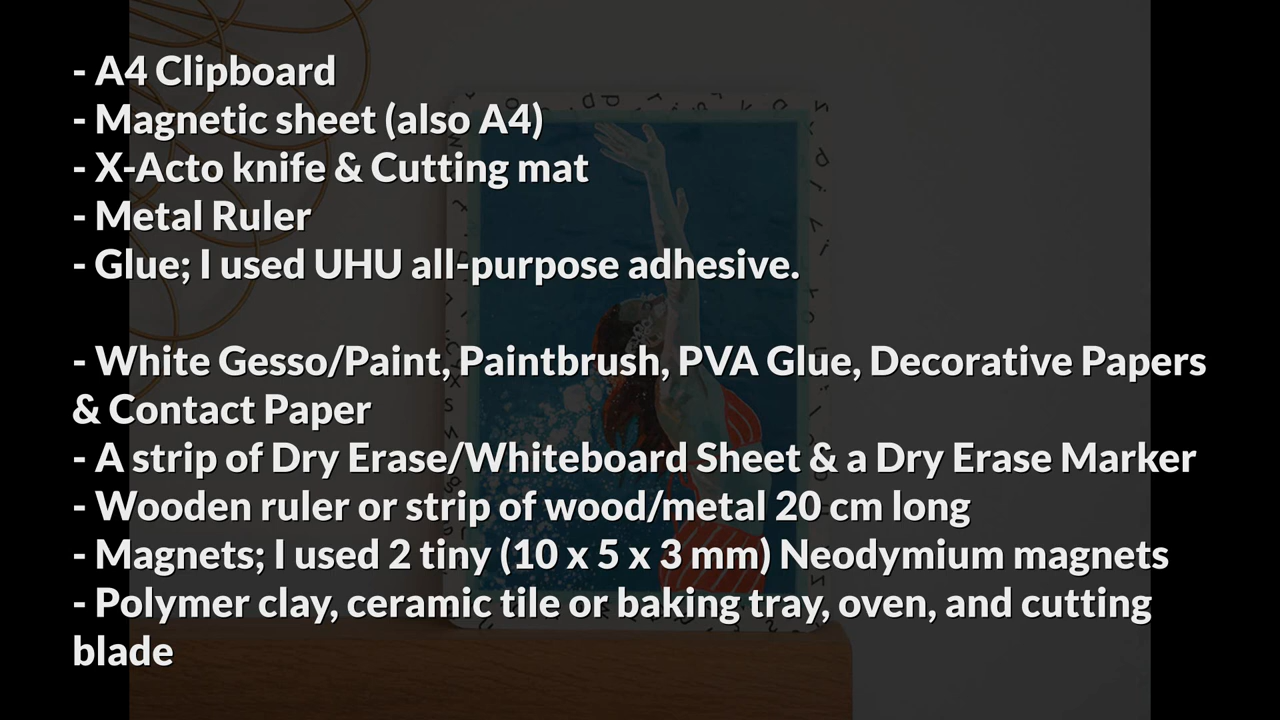 - A4 Clipboard
- Magnetic sheet (also A4)
- X-Acto knife & Cutting mat
- Metal Ruler
- Glue; I used UHU all-purpose adhesive.
- White Gesso/Paint, Paintbrush, PVA Glue, Decorative Papers
& Contact Paper
- A strip of Dry Erase/Whiteboard Sheet & a Dry Erase Marker
- Wooden ruler or strip of wood/metal 20 cm long
- Magnets; I used 2 tiny (10 x 5 x 3 mm) Neodymium magnets
- Polymer clay, ceramic tile or baking tray, oven, and cutting
blade